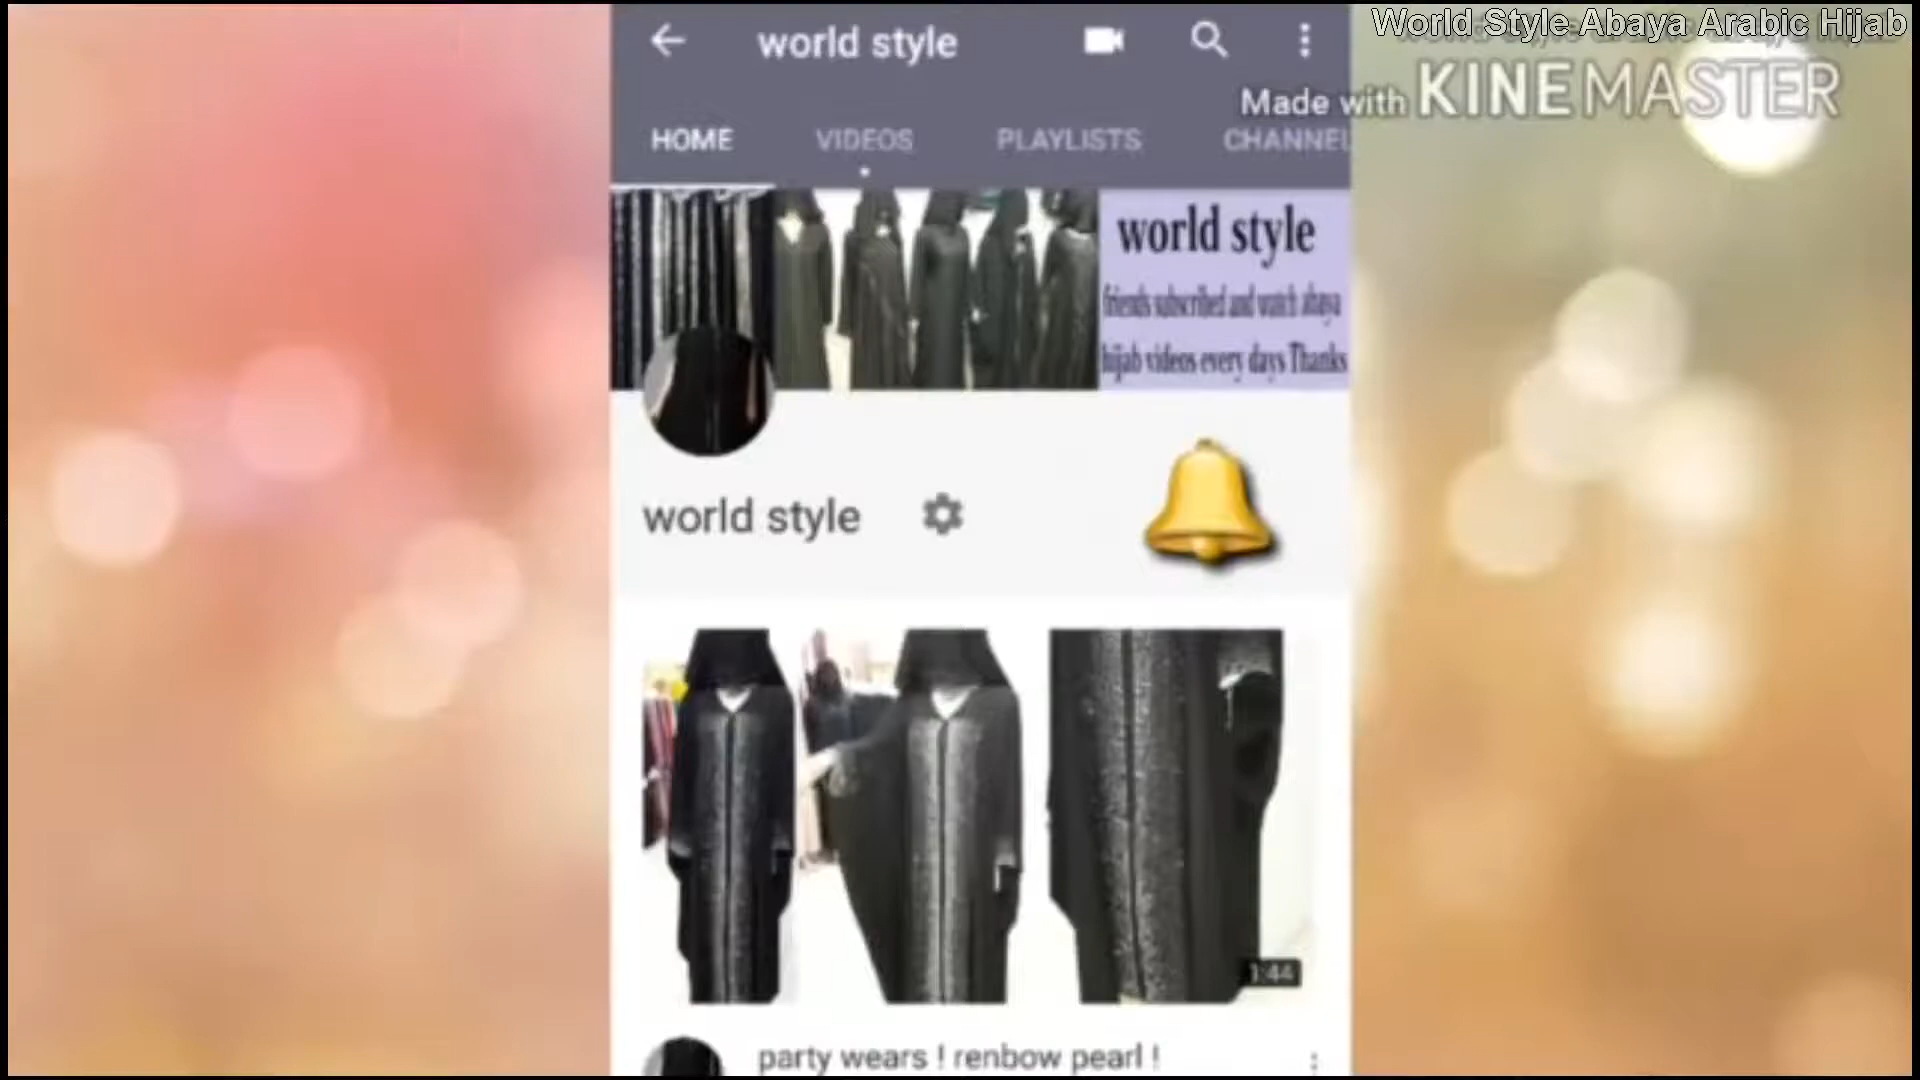 World Style Abaya Arabic Hijab
world style
Made with KINEMASTER
HOME VIDEOS PLAYLISTS CHANNEL
world style
friends subscribed and watch abaya
hijab videos every days Thanks
world style
1:44
party wears ! renbow pearl !